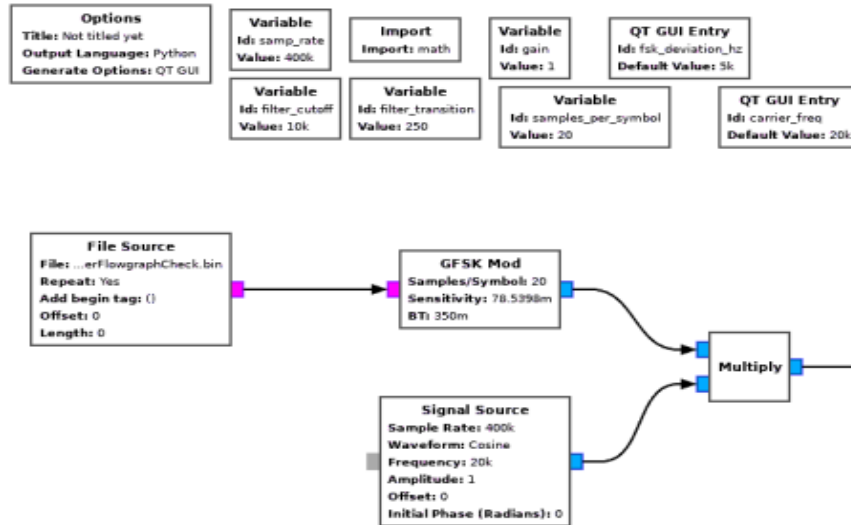 Options
Title: Not titled yet
Output Language: Python
Generate Options: QT GUI
Variable
Id: samp_rate
Value: 400k
Import
Import: math
Variable
Id: gain
Value: 1
QT GUI Entry
Id: fsk_deviation_hz
Default Value: 5k
Variable
Id: filter_cutoff
Value: 10k
Variable
Id: filter_transition
Value: 250
Variable
Id: samples_per_symbol
Value: 20
QT GUI Entry
Id: carrier_freq
Default Value: 20k
File Source
File: ...erFlowgraphCheck.bin
Repeat: Yes
Add begin tag: ()
Offset: 0
Length: 0
GFSK Mod
Samples/Symbol: 20
Sensitivity: 78.5398m
BT: 350m
Multiply
Signal Source
Sample Rate: 400k
Waveform: Cosine
Frequency: 20k
Amplitude: 1
Offset: 0
Initial Phase (Radians): 0